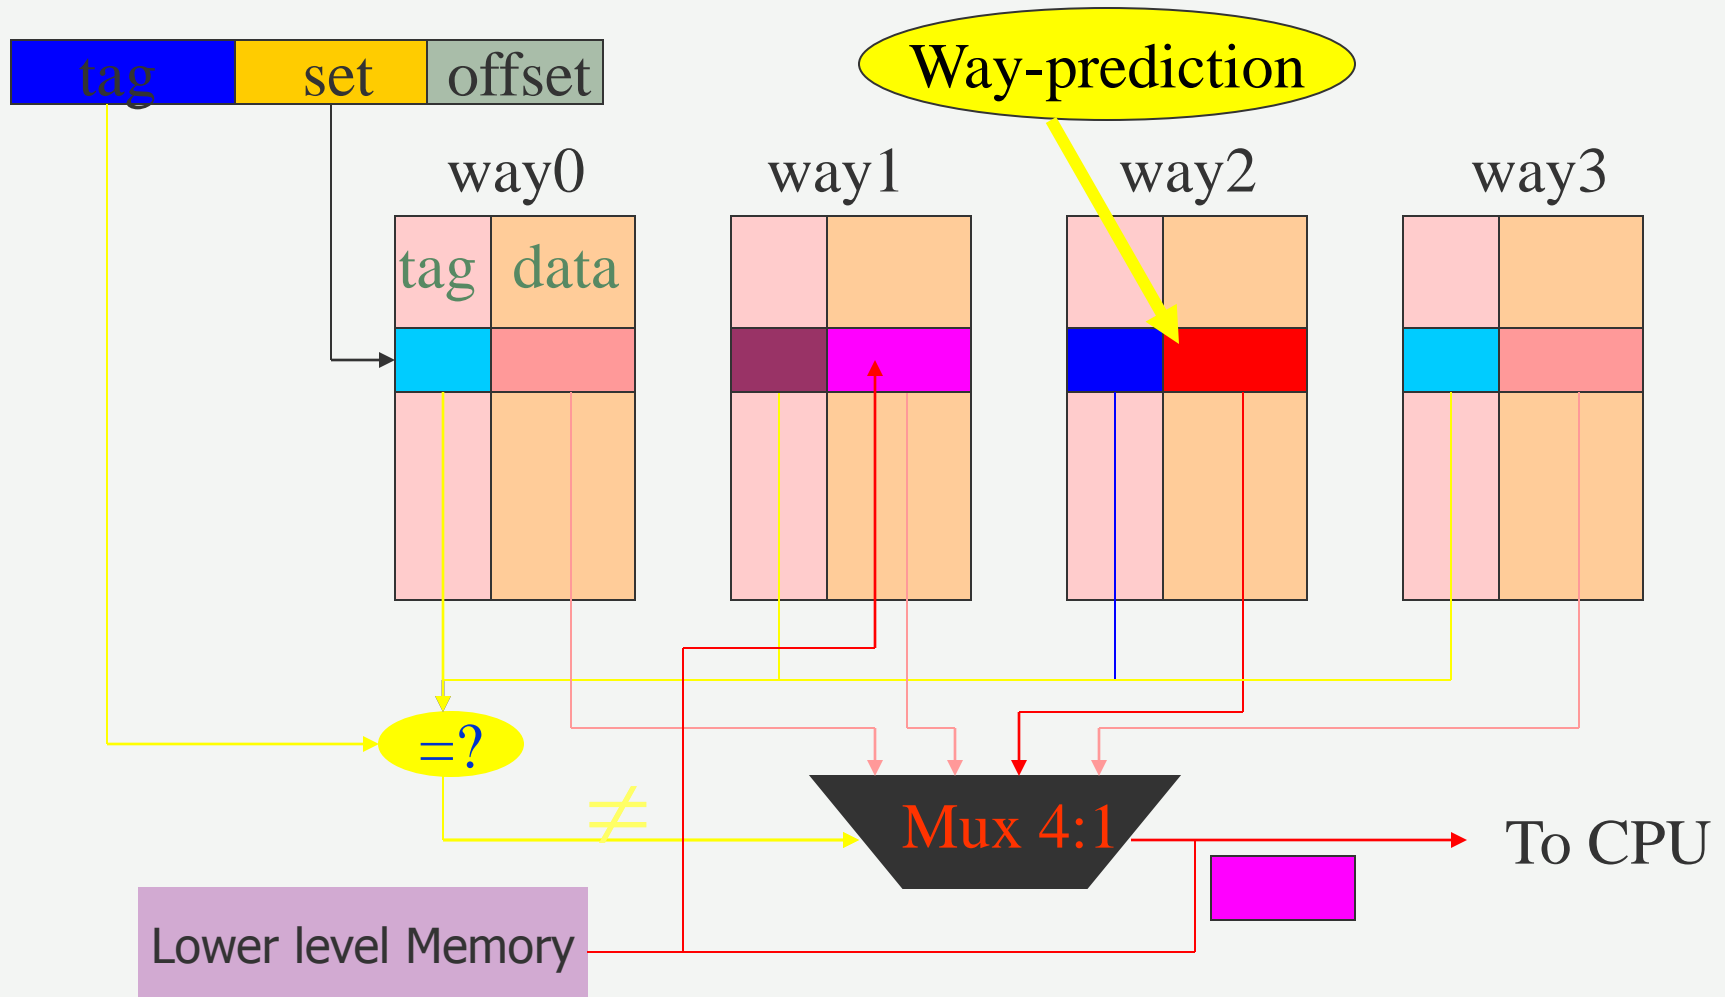 Way-prediction
tag set offset
way0 way1 way2 way3
tag data
=?
≠
Mux 4:1
To CPU
Lower level Memory